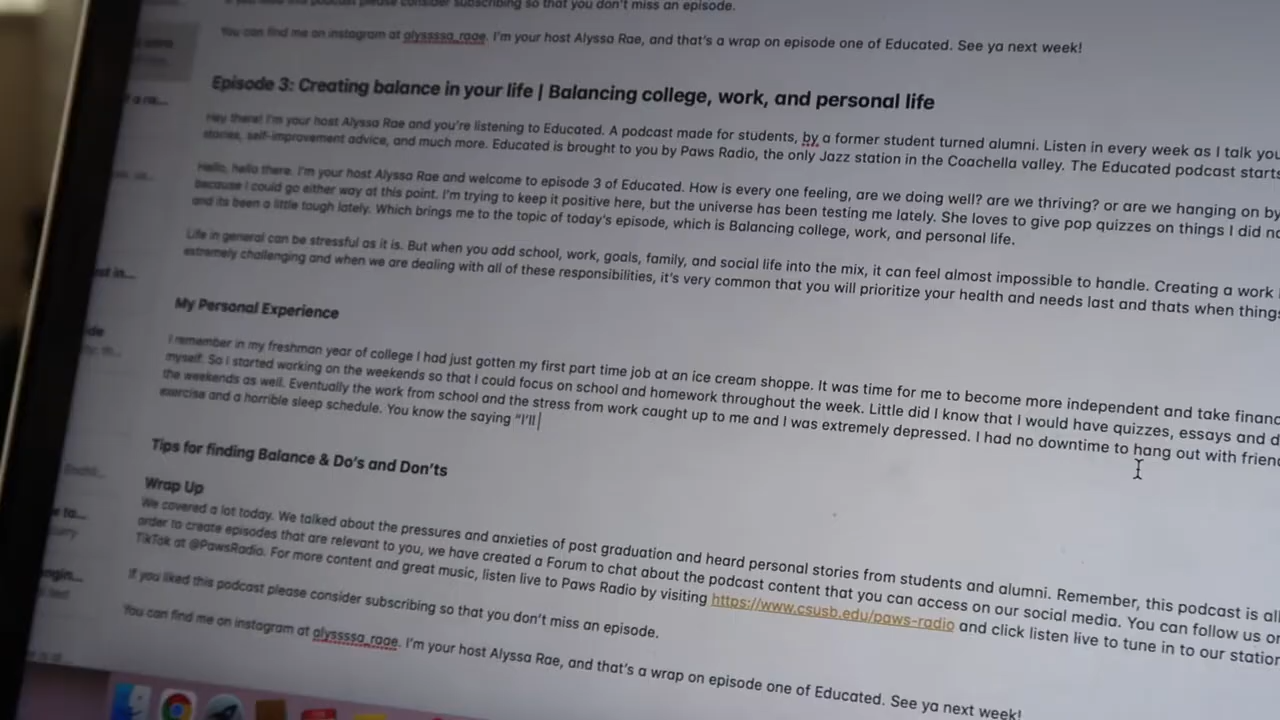 if you liked this podcast please consider subscribing so that you don't miss an episode.
You can find me on instagram at alyssssa_rae. I'm your host Alyssa Rae, and that's a wrap on episode one of Educated. See ya next week!
Episode 3: Creating balance in your life | Balancing college, work, and personal life
Hey there! I'm your host Alyssa Rae and you're listening to Educated. A podcast made for students, by a former student turned alumni. Listen in every week as I talk you
stories, self-improvement advice, and much more. Educated is brought to you by Paws Radio, the only Jazz station in the Coachella valley. The Educated podcast starts
Hello, hello there. I'm your host Alyssa Rae and welcome to episode 3 of Educated. How is every one feeling, are we doing well? are we thriving? or are we hanging on by
because I could go either way at this point. I'm trying to keep it positive here, but the universe has been testing me lately. She loves to give pop quizzes on things I did no
and its been a little tough lately. Which brings me to the topic of today's episode, which is Balancing college, work, and personal life.
Life in general can be stressful as it is. But when you add school, work, goals, family, and social life into the mix, it can feel almost impossible to handle. Creating a work
extremely challenging and when we are dealing with all of these responsibilities, it's very common that you will prioritize your health and needs last and thats when things
My Personal Experience
I remember in my freshman year of college I had just gotten my first part time job at an ice cream shoppe. It was time for me to become more independent and take financ
myself. So I started working on the weekends so that I could focus on school and homework throughout the week. Little did I know that I would have quizzes, essays and d
the weekends as well. Eventually the work from school and the stress from work caught up to me and I was extremely depressed. I had no downtime to hang out with frien
exercise and a horrible sleep schedule. You know the saying "I'll
Tips for finding Balance & Do's and Don'ts
Wrap Up
We covered a lot today. We talked about the pressures and anxieties of post graduation and heard personal stories from students and alumni. Remember, this podcast is all
order to create episodes that are relevant to you, we have created a Forum to chat about the podcast content that you can access on our social media. You can follow us on
TikTok at @PawsRadio. For more content and great music, listen live to Paws Radio by visiting https://www.csusb.edu/paws-radio and click listen live to tune in to our station
If you liked this podcast please consider subscribing so that you don't miss an episode.
You can find me on instagram at alyssssa_rae. I'm your host Alyssa Rae, and that's a wrap on episode one of Educated. See ya next week!